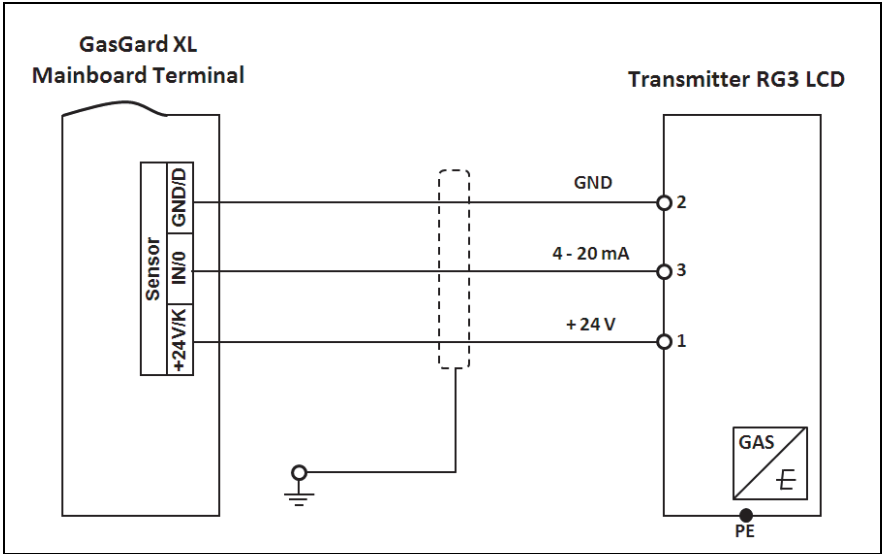 GasGard XL
Mainboard Terminal
Transmitter RG3 LCD
Sensor
GND/D
IN/0
+24V/K
GND
2
4 - 20 mA
3
+ 24 V
1
GAS
E
PE